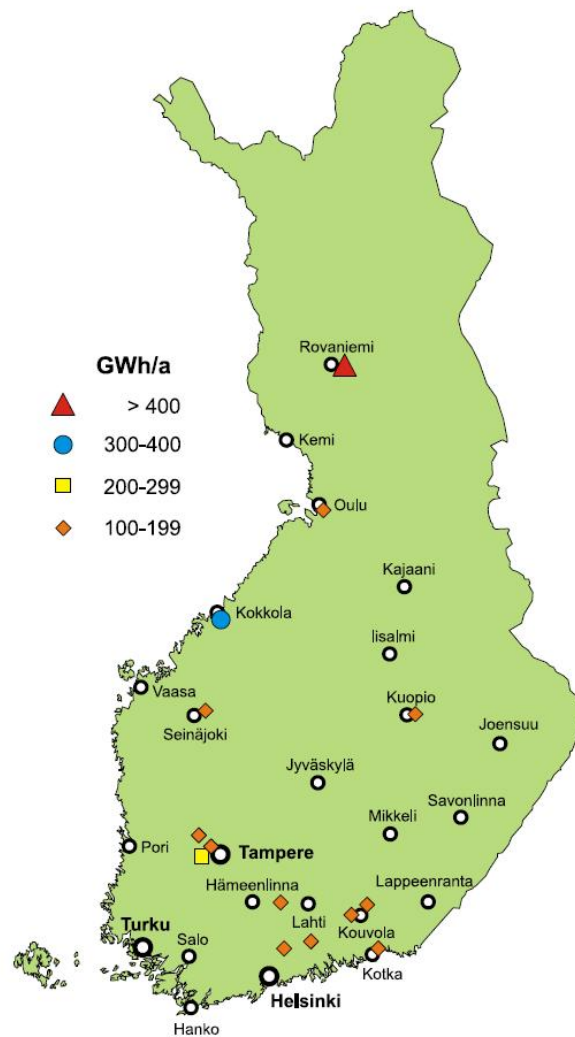 Rovaniemi
GWh/a
> 400
300-400
200-299
100-199
Kemi
Oulu
Kajaani
Kokkola
Iisalmi
Vaasa
Kuopio
Seinäjoki
Joensuu
Jyväskylä
Savonlinna
Mikkeli
Pori
Tampere
Hämeenlinna
Lappeenranta
Lahti
Kouvola
Turku
Salo
Kotka
Helsinki
Hanko